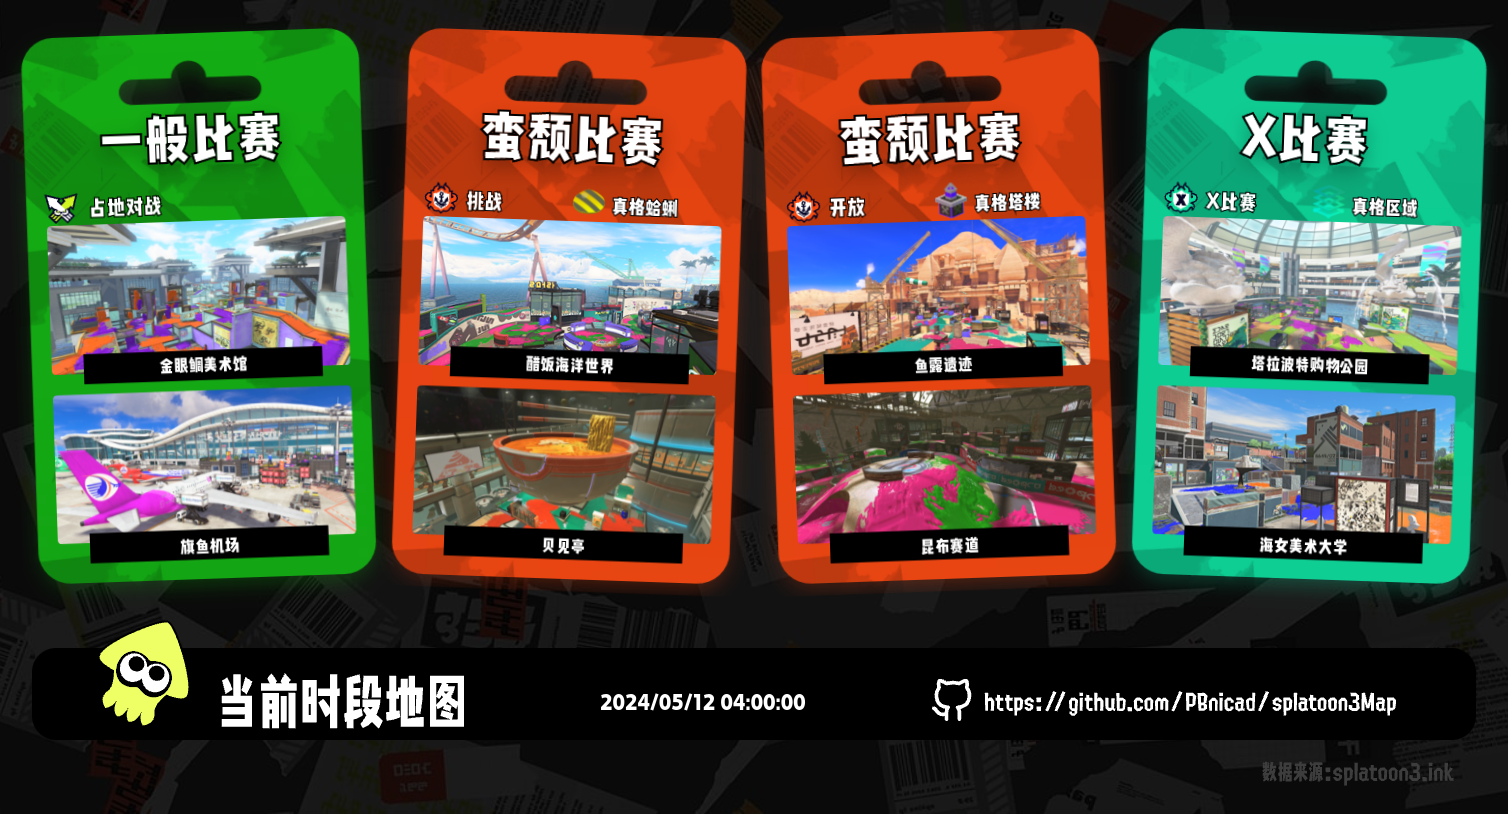 一般比赛
占地对战
金眼鲷美术馆
旗鱼机场
蛮颓比赛
挑战
真格蛤蜊
醋饭海洋世界
贝见亭
蛮颓比赛
开放
真格塔楼
鱼露遗迹
昆布赛道
X比赛
X比赛
真格区域
塔拉波特购物公园
海女美术大学
当前时段地图
2024/05/12 04:00:00
https://github.com/PBnicad/splatoon3Map
数据来源:splatoon3.ink